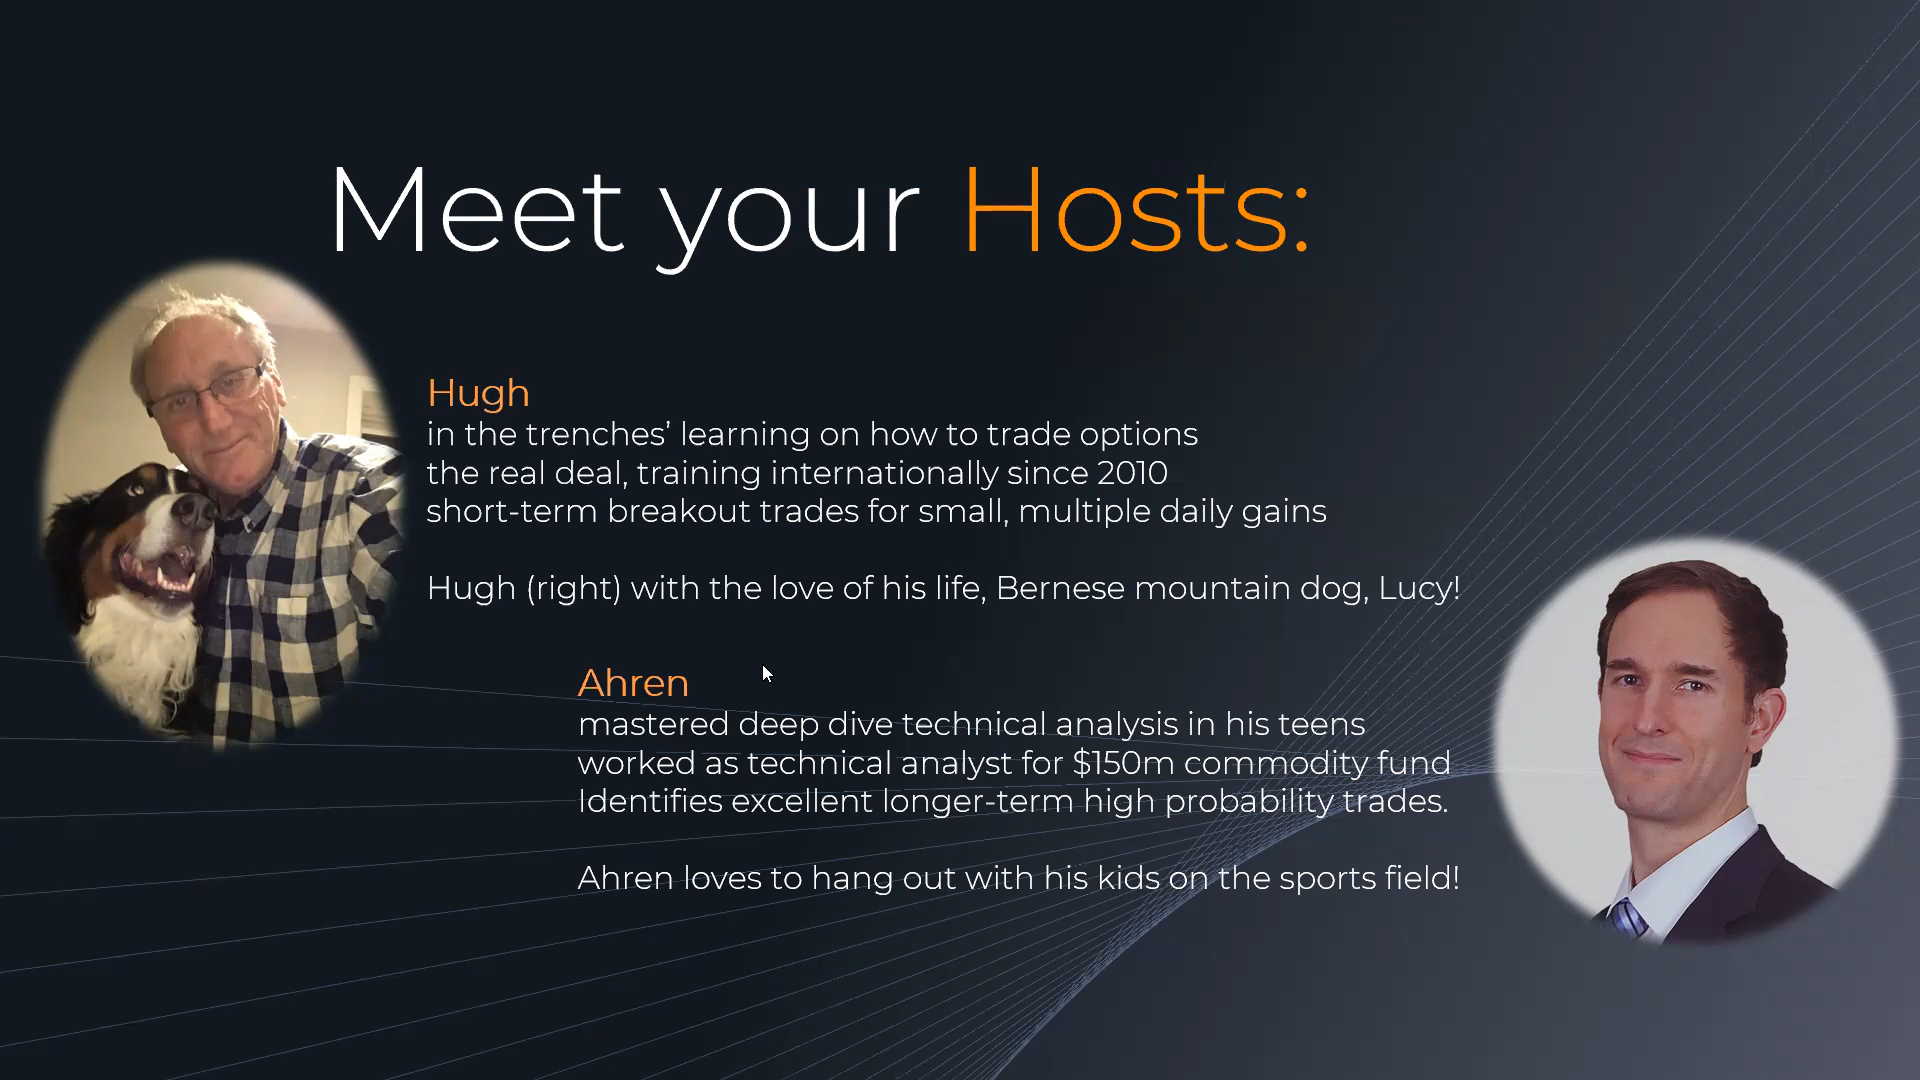 Meet your Hosts:
Hugh
in the trenches’ learning on how to trade options
the real deal, training internationally since 2010
short-term breakout trades for small, multiple daily gains
Hugh (right) with the love of his life, Bernese mountain dog, Lucy!
Ahren
mastered deep dive technical analysis in his teens
worked as technical analyst for $150m commodity fund
Identifies excellent longer-term high probability trades.
Ahren loves to hang out with his kids on the sports field!